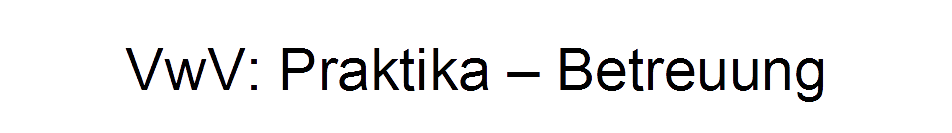 VwV: Praktika – Betreuung